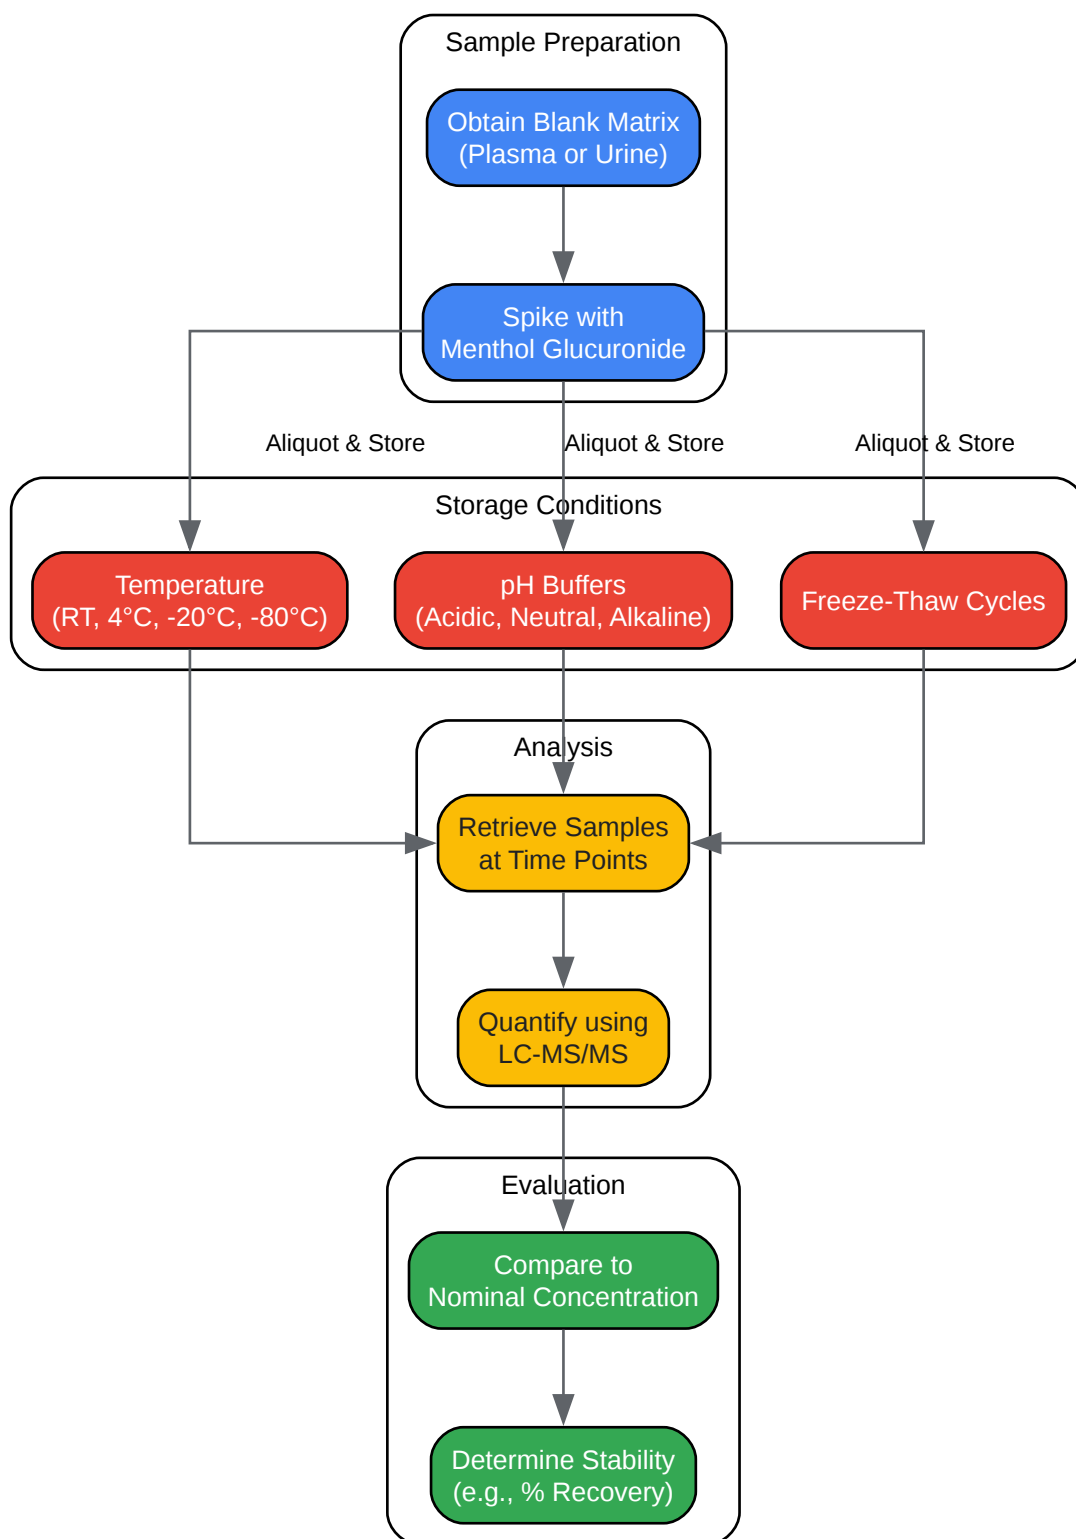 Sample Preparation
Obtain Blank Matrix
(Plasma or Urine)
Spike with
Menthol Glucuronide
Aliquot & Store
Aliquot & Store
Aliquot & Store
Storage Conditions
Temperature
(RT, 4°C, -20°C, -80°C)
pH Buffers
(Acidic, Neutral, Alkaline)
Freeze-Thaw Cycles
Analysis
Retrieve Samples
at Time Points
Quantify using
LC-MS/MS
Evaluation
Compare to
Nominal Concentration
Determine Stability
(e.g., % Recovery)